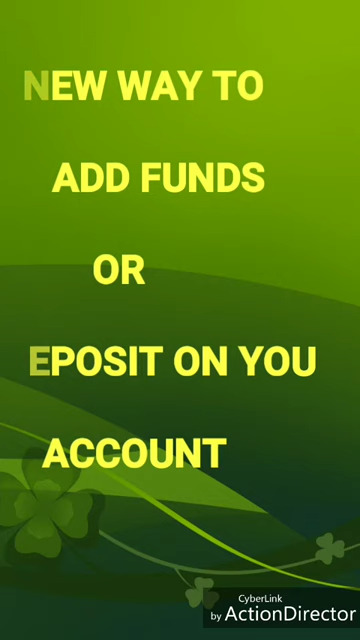 NEW WAY TO
ADD FUNDS
OR
EPOSIT ON YOU
ACCOUNT
CyberLink
by ActionDirector